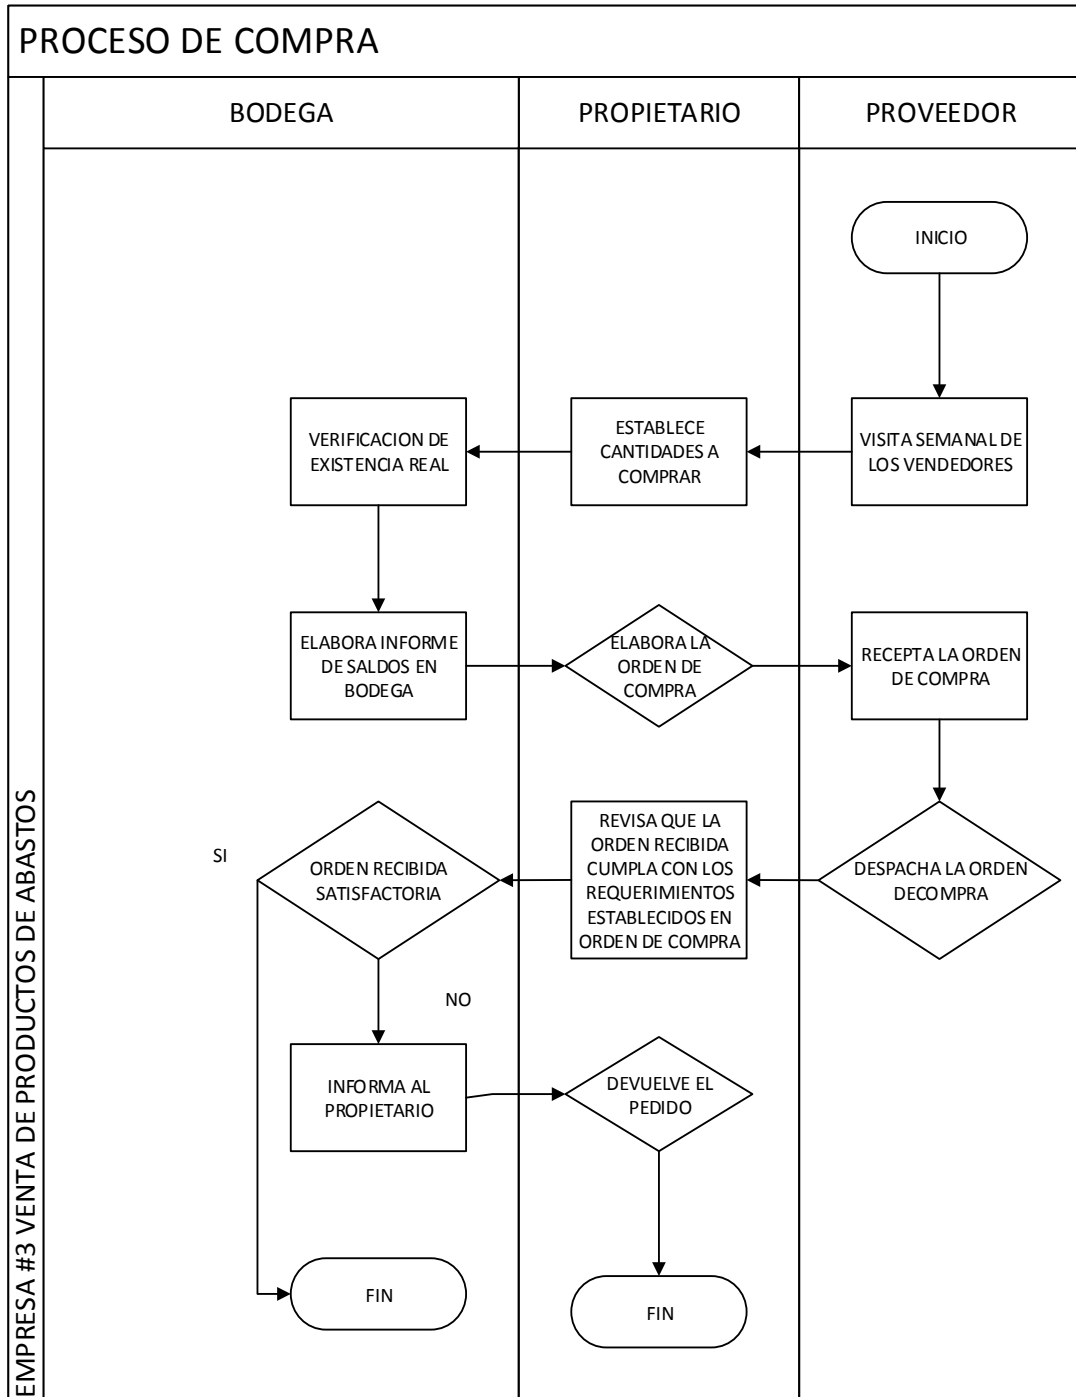 PROCESO DE COMPRA
BODEGA
PROPIETARIO
PROVEEDOR
INICIO
VERIFICACION DE
EXISTENCIA REAL
ESTABLECE
CANTIDADES A
COMPRAR
VISITA SEMANAL DE
LOS VENDEDORES
ELABORA INFORME
DE SALDOS EN
BODEGA
ELABORA LA
ORDEN DE
COMPRA
RECEPTA LA ORDEN
DE COMPRA
SI
ORDEN RECIBIDA
SATISFACTORIA
REVISA QUE LA
ORDEN RECIBIDA
CUMPLA CON LOS
REQUERIMIENTOS
ESTABLECIDOS EN
ORDEN DE COMPRA
DESPACHA LA ORDEN
DECOMPRA
NO
INFORMA AL
PROPIETARIO
DEVUELVE EL
PEDIDO
FIN
FIN
EMPRESA #3 VENTA DE PRODUCTOS DE ABASTOS